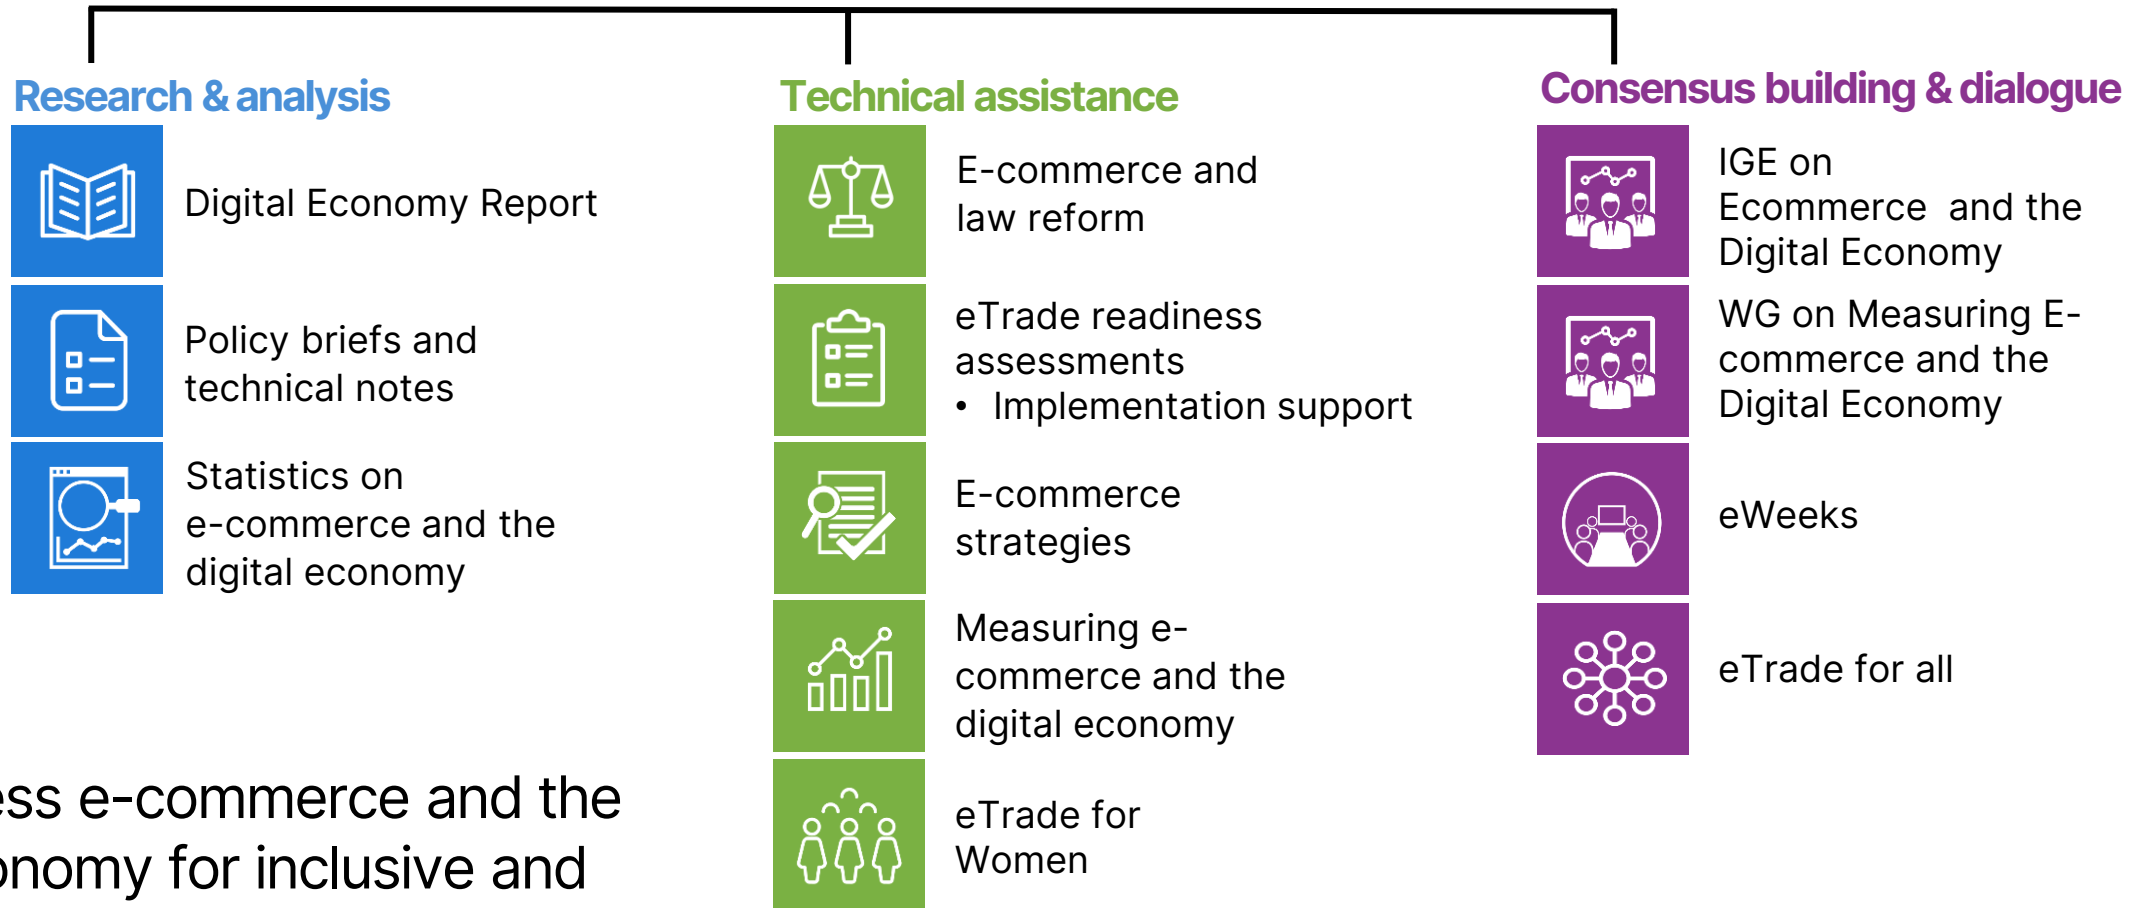 Research & analysis
Digital Economy Report
Policy briefs and
technical notes
Statistics on
e-commerce and the
digital economy
Technical assistance
E-commerce and
law reform
eTrade readiness
assessments
• Implementation support
E-commerce
strategies
Measuring e-
commerce and the
digital economy
eTrade for
Women
Consensus building & dialogue
IGE on
Ecommerce  and the
Digital Economy
WG on Measuring E-
commerce and the
Digital Economy
eWeeks
eTrade for all
e-commerce and the
for inclusive and